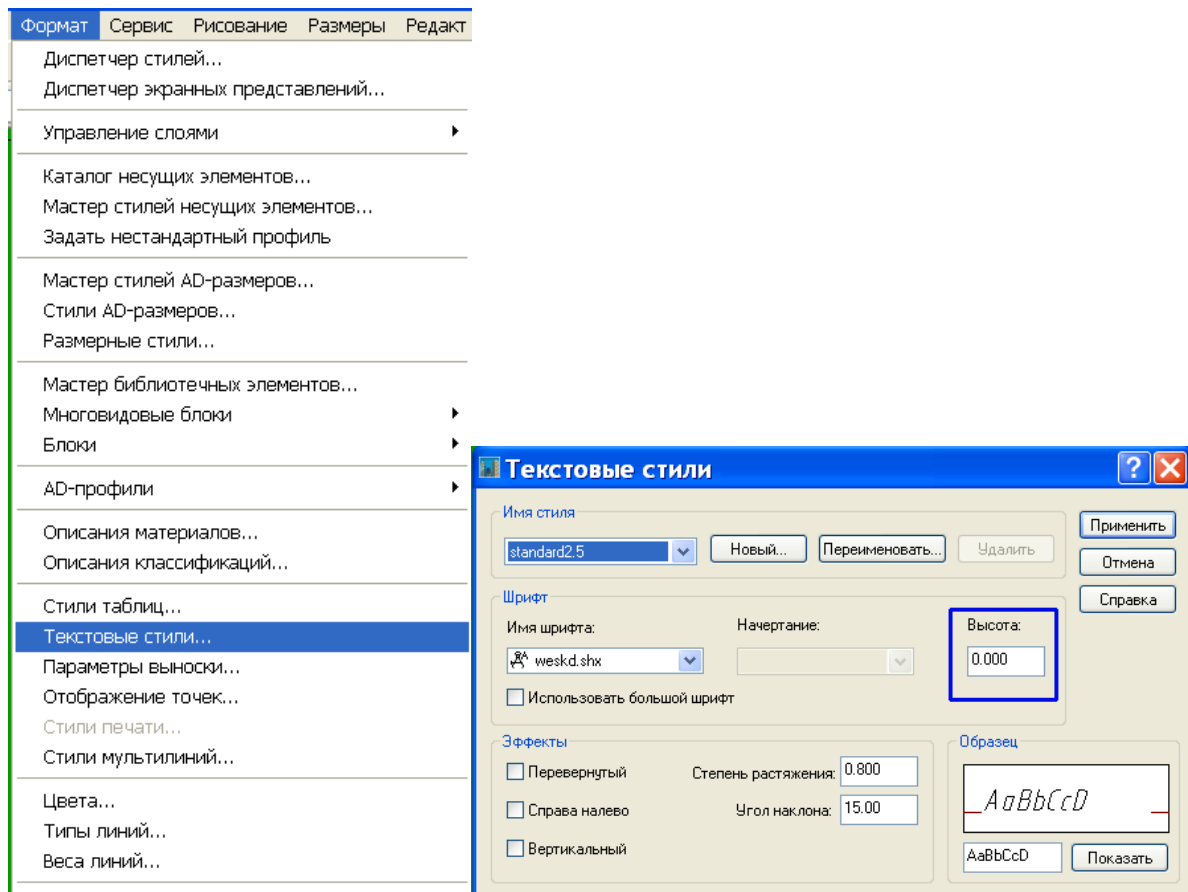 Формат Сервис Рисование Размеры Редакт
Диспетчер стилей...
Диспетчер экранных представлений...
Управление слоями
Каталог несущих элементов...
Мастер стилей несущих элементов...
Задать нестандартный профиль
Мастер стилей AD-размеров...
Стили AD-размеров...
Размерные стили...
Мастер библиотечных элементов...
Многовидовые блоки
Блоки
AD-профили
Описания материалов...
Описания классификаций...
Стили таблиц...
Текстовые стили...
Параметры выноски...
Отображение точек...
Стили печати...
Стили мультилиний...
Цвета...
Типы линий...
Веса линий...
Текстовые стили
Имя стиля
standard2.5 Новый... Переименовать... Удалить
Применить
Отмена
Справка
Шрифт
Имя шрифта: Начертание: Высота:
weskd.shx 0.000
Использовать большой шрифт
Эффекты
Перевернутый Степень растяжения: 0.800
Справа налево Угол наклона: 15.00
Вертикальный
Образец
AaBbCcD
AaBbCcD Показать